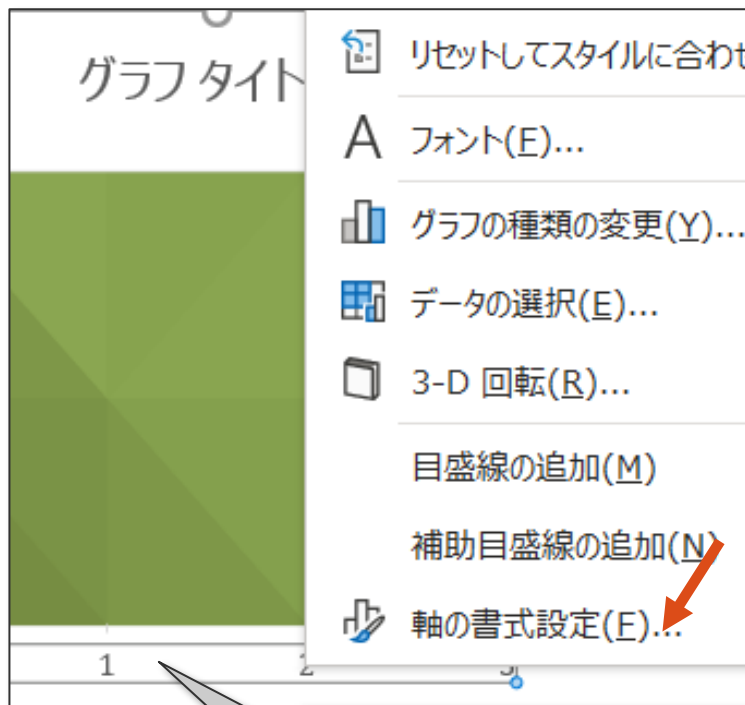 グラフ タイト
リセットしてスタイルに合わせ
A フォント(F)...
グラフの種類の変更(Y)...
データの選択(E)...
3-D 回転(R)...
目盛線の追加(M)
補助目盛線の追加(N)
軸の書式設定(F)...
1 2 3